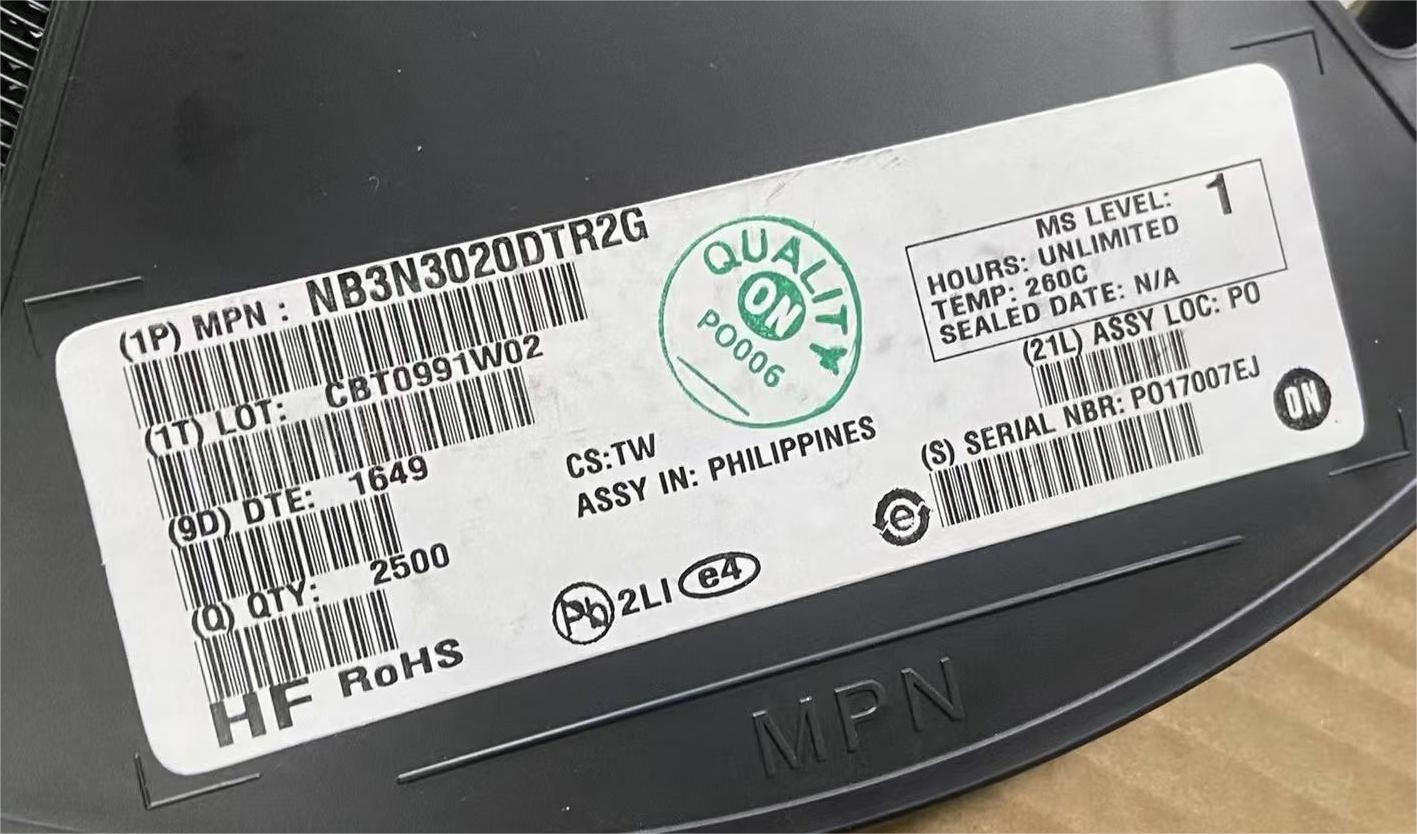 (1P) MPN : NB3N3020DTR2G
(1T) LOT: CBT0991W02
(9D) DTE: 1649
(Q) QTY: 2500
HF RoHS
QUALITY
ON
PO006
CS:TW
ASSY IN: PHILIPPINES
Pb 2LI e4
MS LEVEL: 1
HOURS: UNLIMITED
TEMP: 260C
SEALED DATE: N/A
(21L) ASSY LOC: PO
(S) SERIAL NBR: PO17007EJ
e
ON
MPN